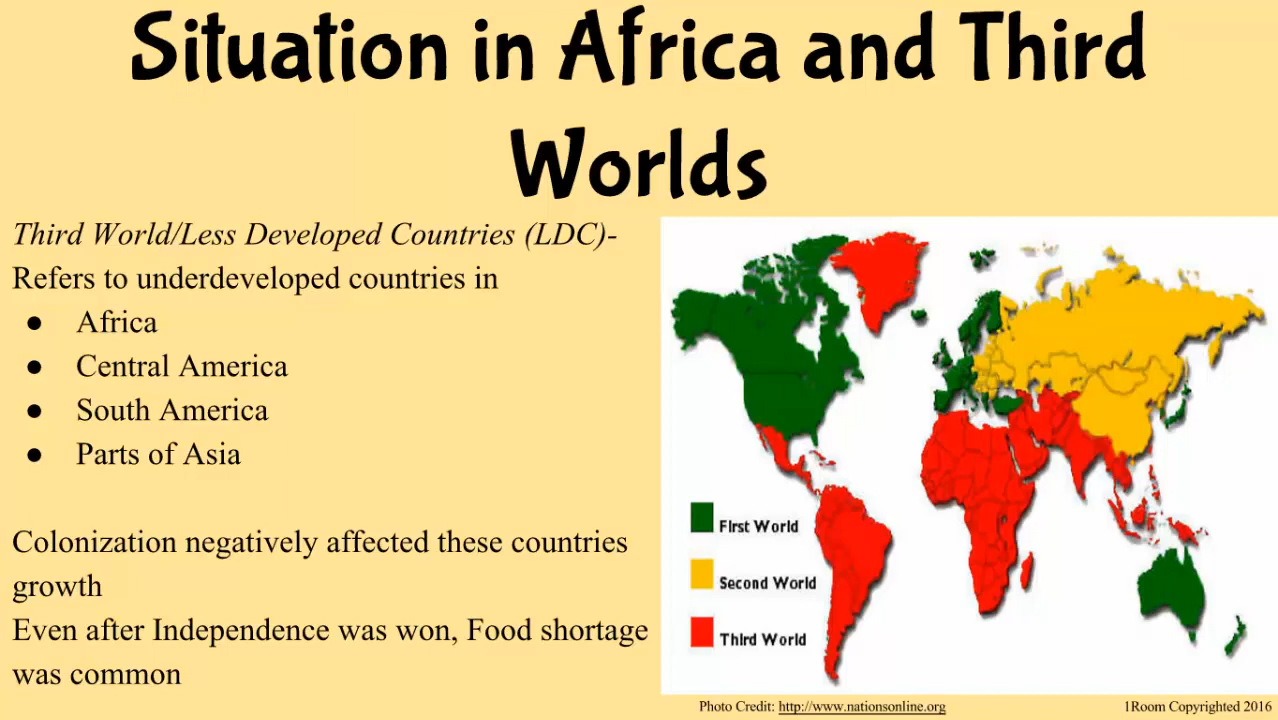 Situation in Africa and Third
Worlds
Third World/Less Developed Countries (LDC)-
Refers to underdeveloped countries in
● Africa
● Central America
● South America
● Parts of Asia
Colonization negatively affected these countries
growth
Even after Independence was won, Food shortage
was common
First World
Second World
Third World
Photo Credit: http://www.nationsonline.org
1Room Copyrighted 2016